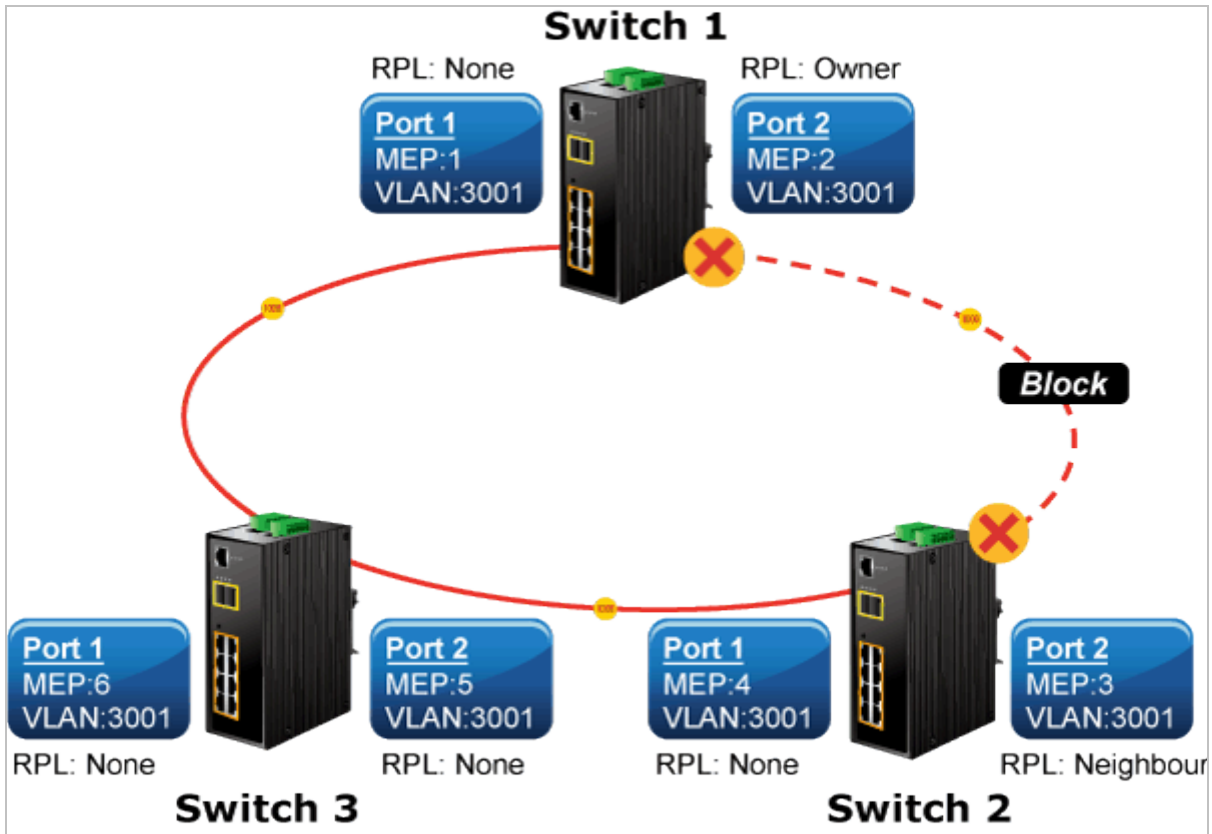 Switch 1
RPL: None
RPL: Owner
Port 1
MEP:1
VLAN:3001
Port 2
MEP:2
VLAN:3001
Block
Port 1
MEP:6
VLAN:3001
RPL: None
Port 2
MEP:5
VLAN:3001
RPL: None
Switch 3
Port 1
MEP:4
VLAN:3001
RPL: None
Port 2
MEP:3
VLAN:3001
RPL: Neighbour
Switch 2